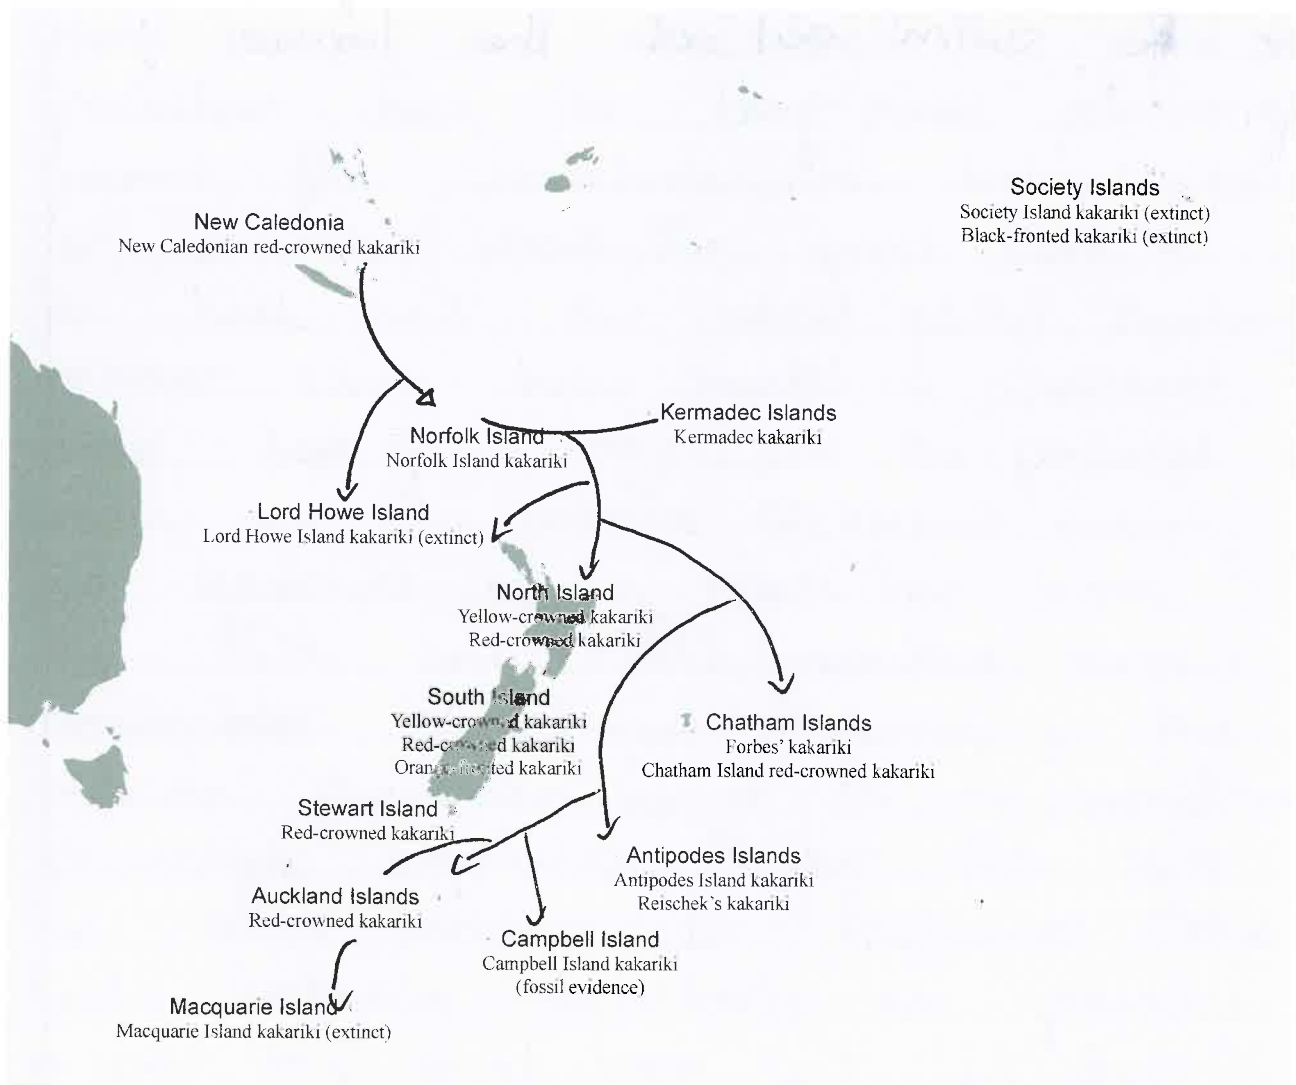 Society Islands
Society Island kakariki (extinct)
Black-fronted kakariki (extinct)
New Caledonia
New Caledonian red-crowned kakariki
Kermadec Islands
Kermadec kakariki
Norfolk Island
Norfolk Island kakariki
Lord Howe Island
Lord Howe Island kakariki (extinct)
North Island
Yellow-crowned kakariki
Red-crowned kakariki
South Island
Yellow-crowned kakariki
Red-crowned kakariki
Orange-fronted kakariki
Chatham Islands
Forbes' kakariki
Chatham Island red-crowned kakariki
Stewart Island
Red-crowned kakariki
Antipodes Islands
Antipodes Island kakariki
Reischek's kakariki
Auckland Islands
Red-crowned kakariki
Campbell Island
Campbell Island kakariki
(fossil evidence)
Macquarie Island
Macquarie Island kakariki (extinct)